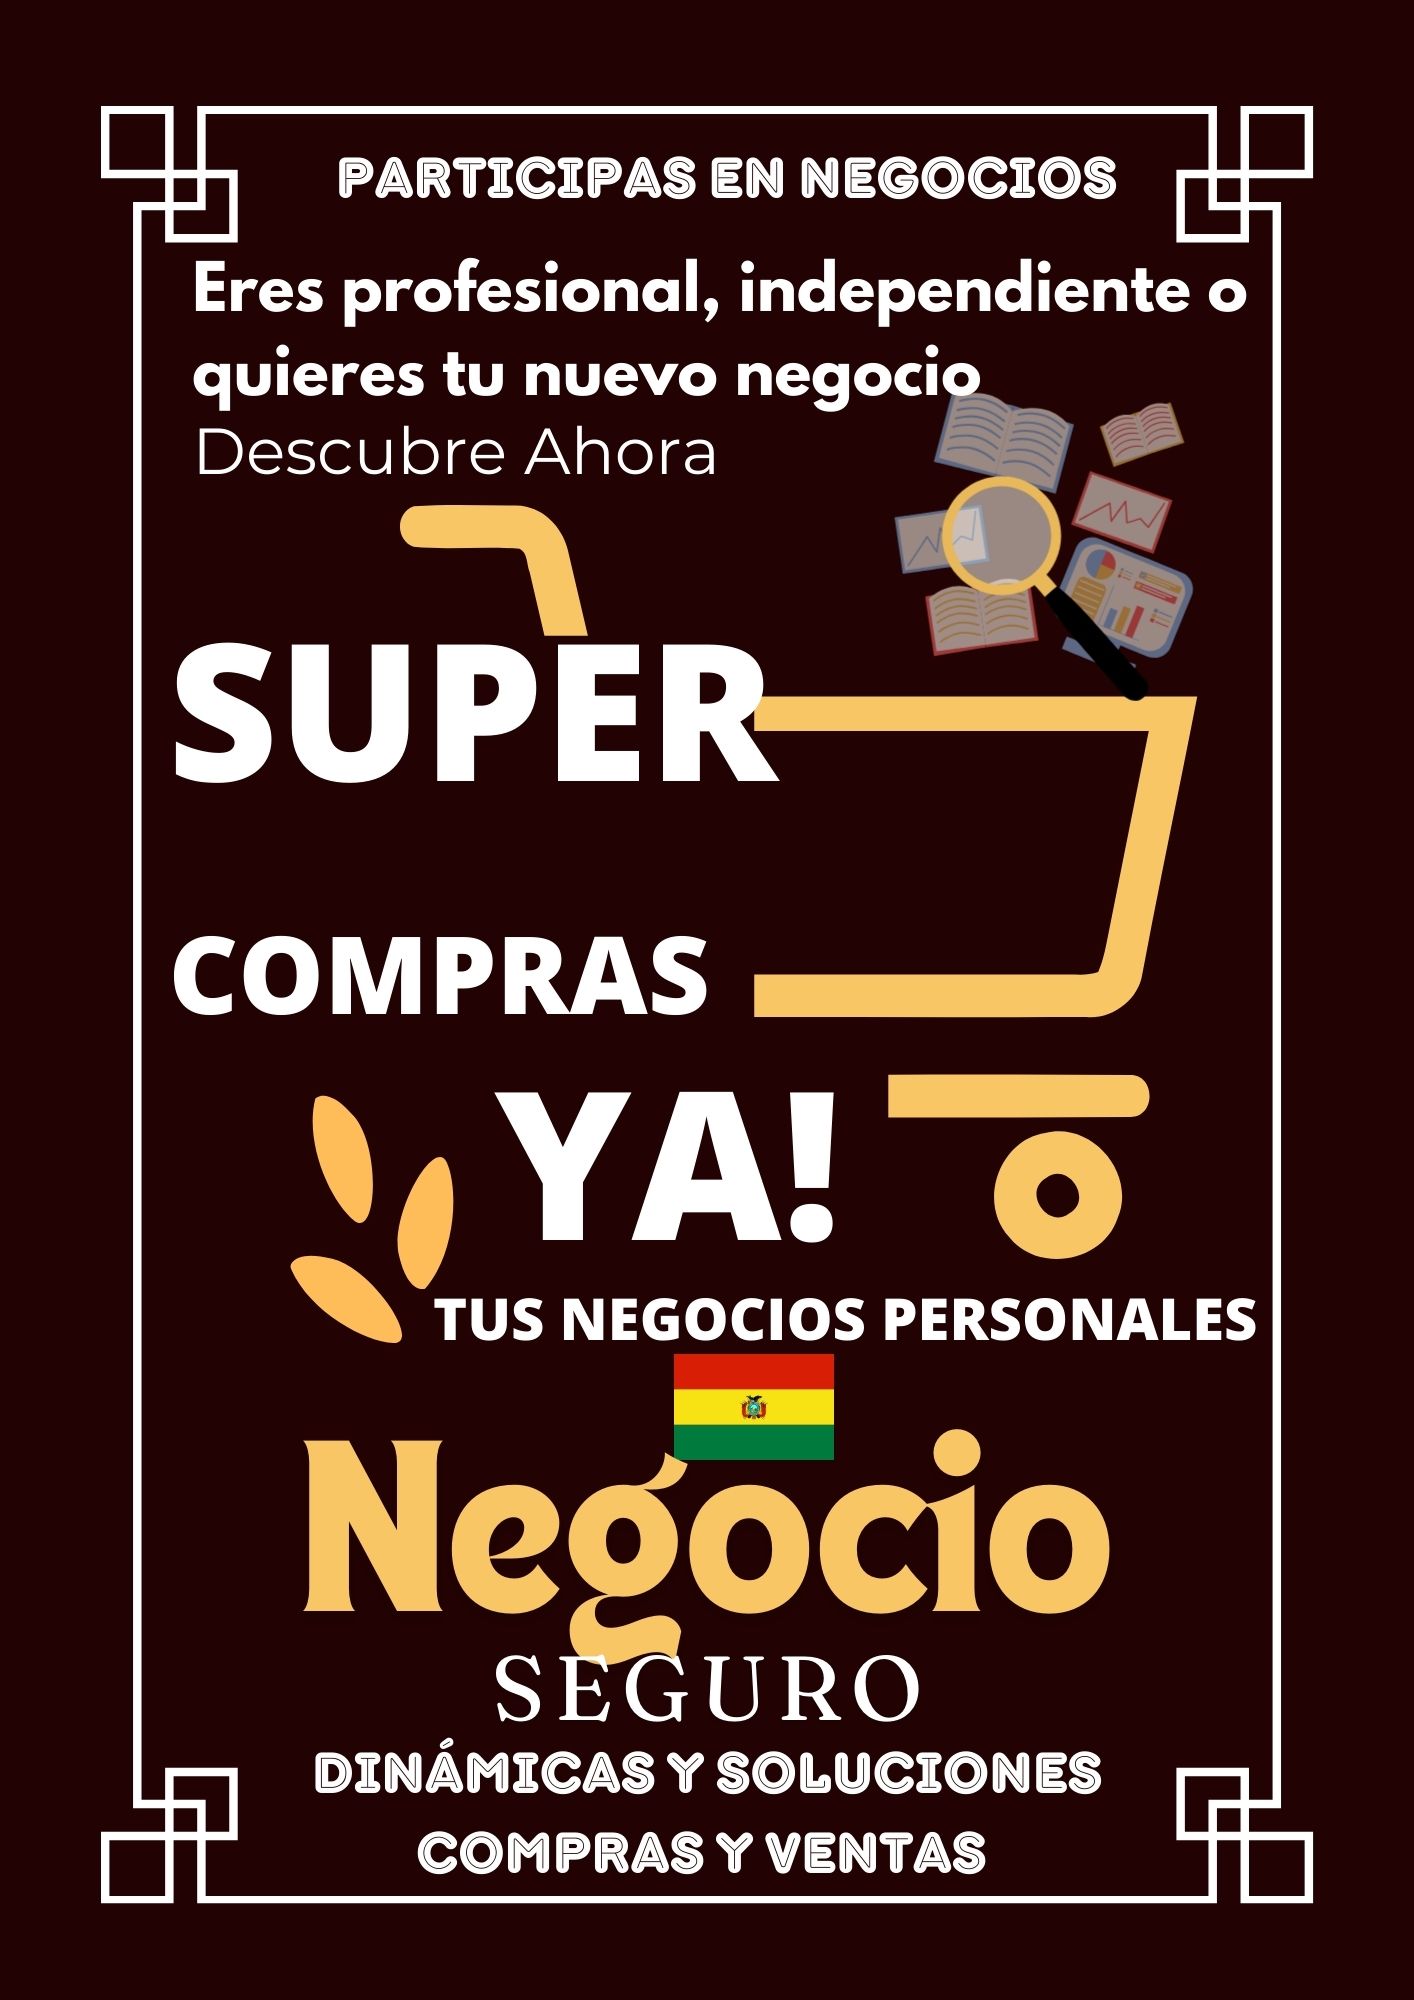 PARTICIPAS EN NEGOCIOS
Eres profesional, independiente o
quieres tu nuevo negocio
Descubre Ahora
SUPER
COMPRAS
YA!
TUS NEGOCIOS PERSONALES
Negocio
SEGURO
DINÁMICAS Y SOLUCIONES
COMPRAS Y VENTAS